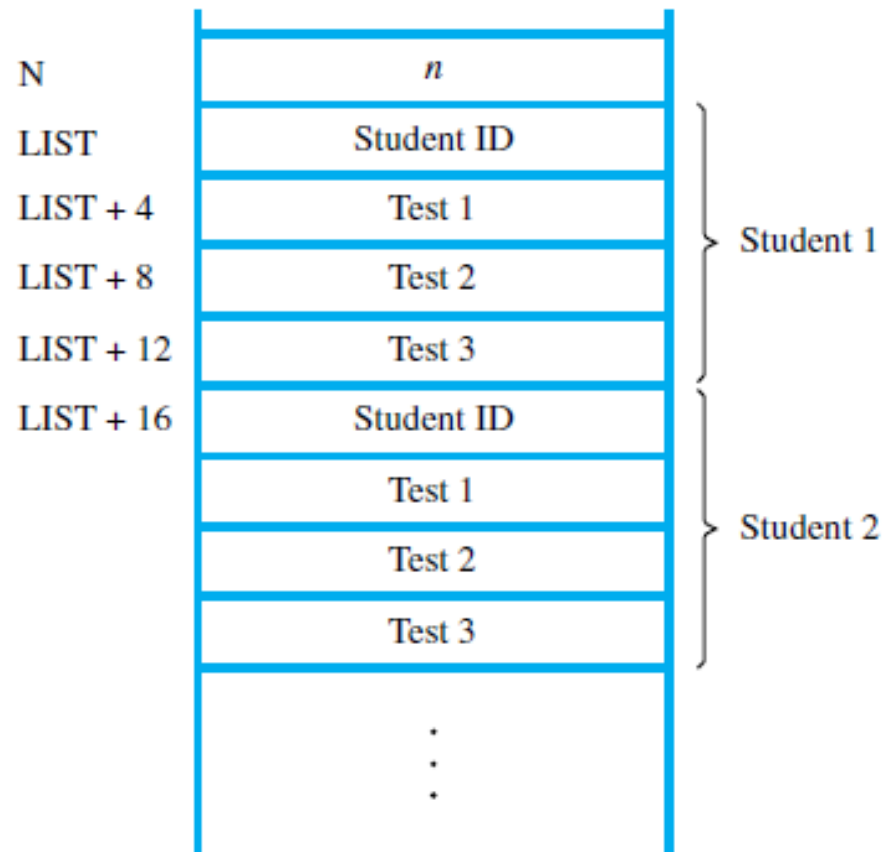 N n
LIST Student ID
LIST + 4 Test 1
LIST + 8 Test 2
Student 1
LIST + 12 Test 3
LIST + 16 Student ID
Test 1
Student 2
Test 2
Test 3